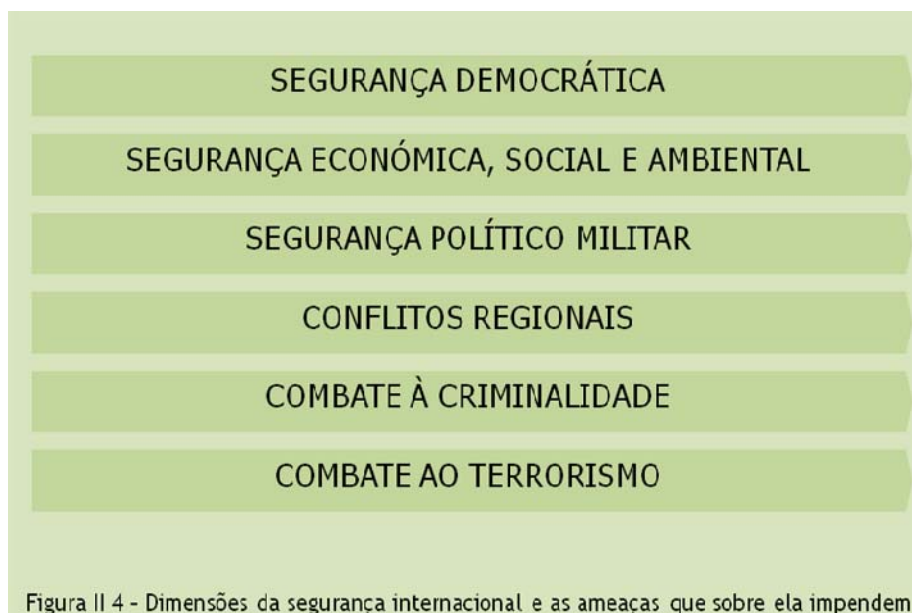 SEGURANÇA DEMOCRÁTICA
SEGURANÇA ECONÓMICA, SOCIAL E AMBIENTAL
SEGURANÇA POLÍTICO MILITAR
CONFLITOS REGIONAIS
COMBATE À CRIMINALIDADE
COMBATE AO TERRORISMO
Figura II 4 - Dimensões da segurança internacional e as ameaças que sobre ela impendem